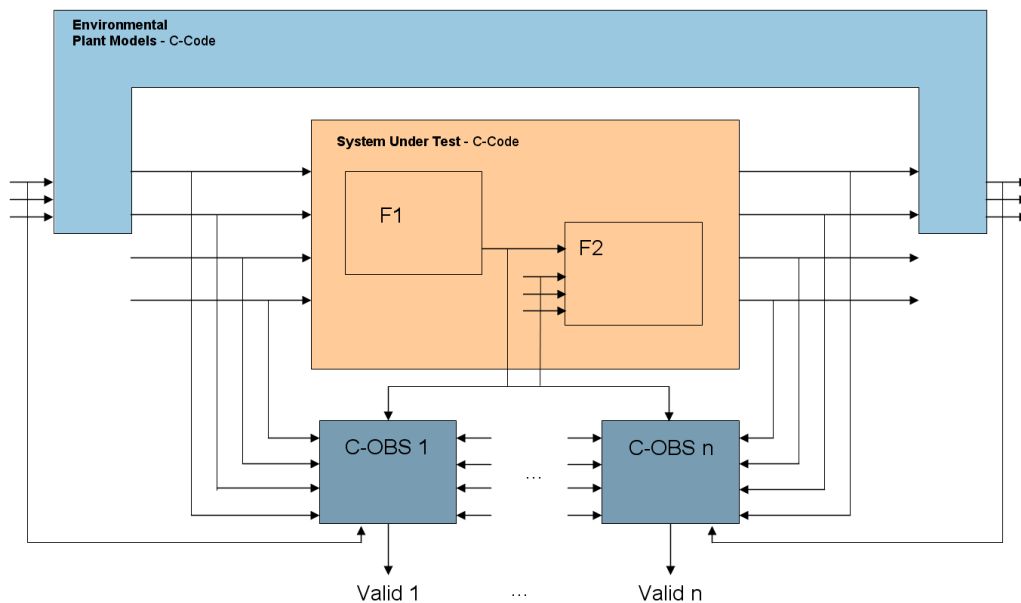 Environmental
Plant Models - C-Code
System Under Test - C-Code
F1
F2
C-OBS 1
C-OBS n
...
Valid 1
...
Valid n